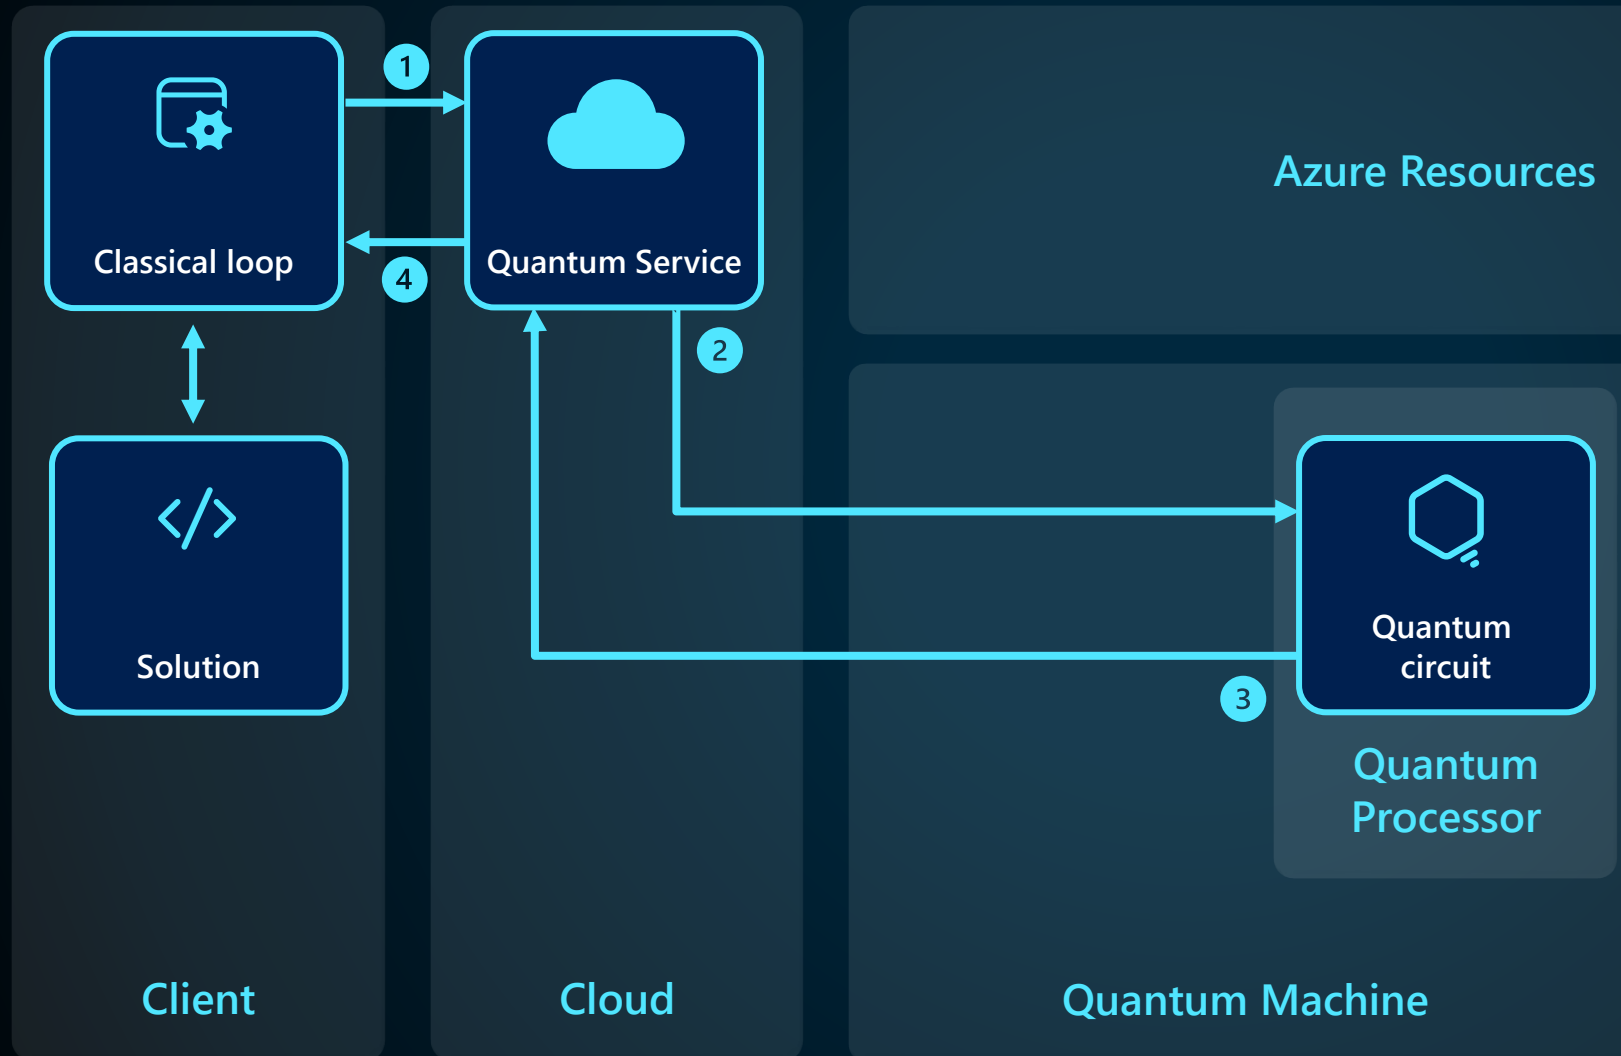 1
Azure Resources
Classical loop
Quantum Service
4
2
Quantum
circuit
Solution
3
Quantum
Processor
Client
Cloud
Quantum Machine